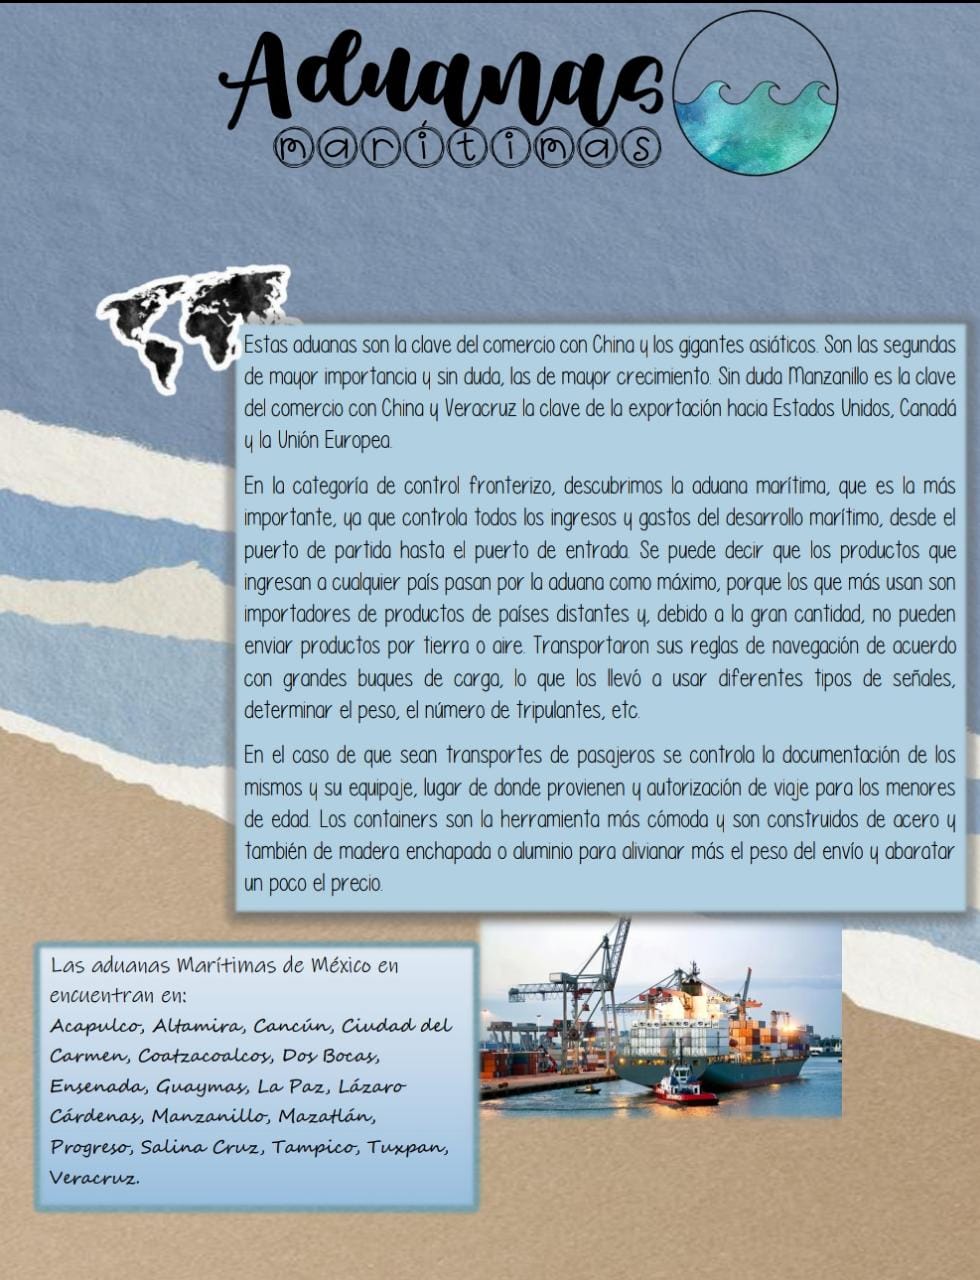 Aduanas
marítimas
Estas aduanas son la clave del comercio con China y los gigantes asióticos. Son las segundas
de mayor importancia y sin duda, las de mayor crecimiento. Sin duda Manzanillo es la clave
del comercio con China y Veracruz la clave de la exportación hacia Estados Unidos, Canadá
y la Unión Europea.
En la categoría de control fronterizo, descubrimos la aduana marítima, que es la más
importante, ya que controla todos los ingresos y gastos del desarrollo marítimo, desde el
puerto de partida hasta el puerto de entrada. Se puede decir que los productos que
ingresan a cualquier país pasan por la aduana como máximo, porque los que más usan son
importadores de productos de países distantes y, debido a la gran cantidad, no pueden
enviar productos por tierra o aire. Transportaron sus reglas de navegación de acuerdo
con grandes buques de carga, lo que los llevó a usar diferentes tipos de señales,
determinar el peso, el número de tripulantes, etc.
En el caso de que sean transportes de pasajeros se controla la documentación de los
mismos y su equipaje, lugar de donde provienen y autorización de viaje para los menores
de edad. Los containers son la herramienta más cómoda y son construidos de acero y
también de madera enchapada o aluminio para alivianar más el peso del envío y abaratar
un poco el precio.
Las aduanas Marítimas de México en
encuentran en:
Acapulco, Altamira, Cancún, Ciudad del
Carmen, Coatzacoalcos, Dos Bocas,
Ensenada, Guaymas, La Paz, Lázaro
Cárdenas, Manzanillo, Mazatlán,
Progreso, Salina Cruz, Tampico, Tuxpan,
Veracruz.